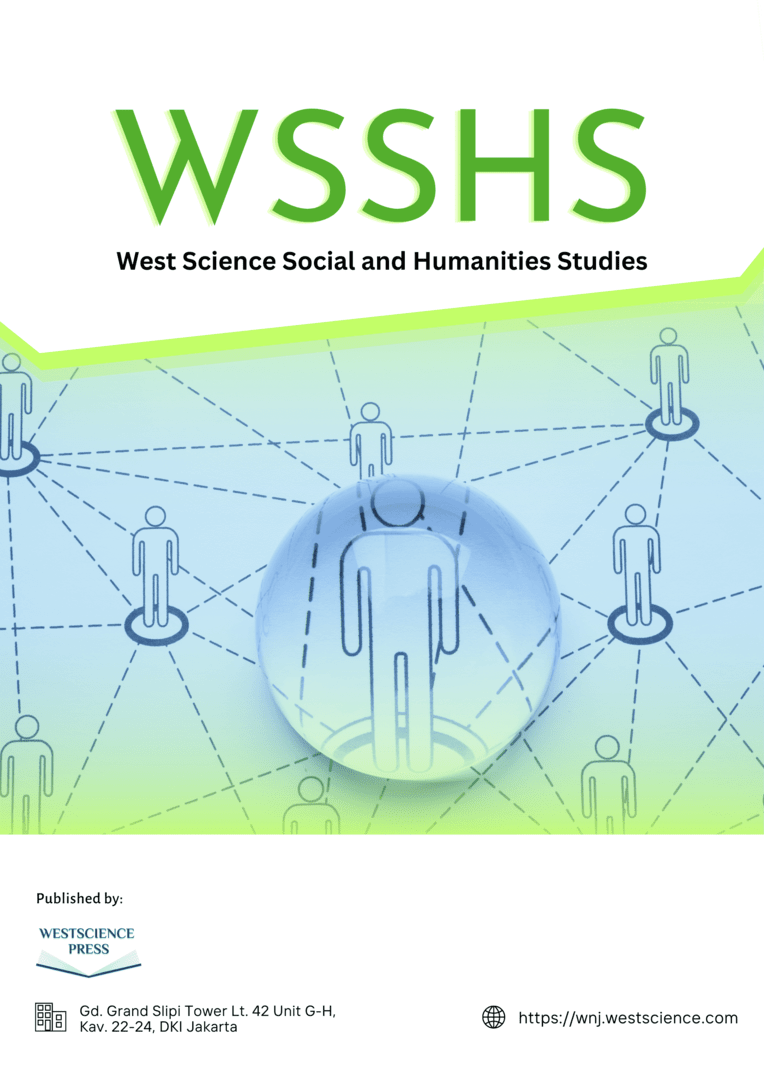 WSSHS
West Science Social and Humanities Studies
Published by:
WESTSCIENCE
PRESS
Gd. Grand Slipi Tower Lt. 42 Unit G-H,
Kav. 22-24, DKI Jakarta
https://wnj.westscience.com